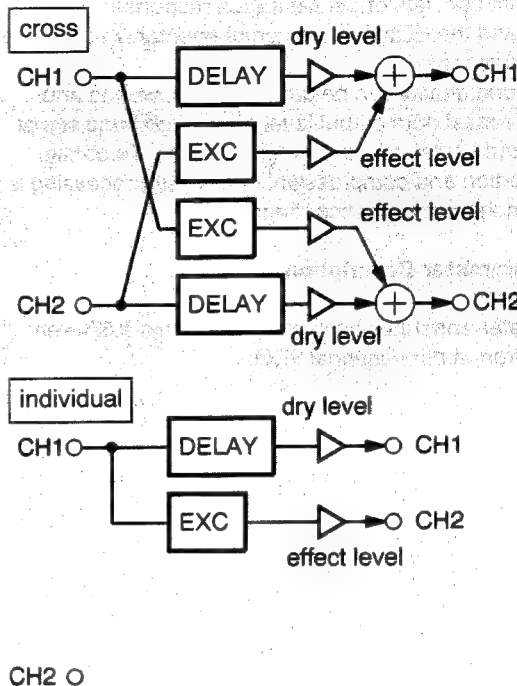 cross
dry level
CH1 DELAY CH1
EXC
effect level
effect level
EXC
CH2 DELAY CH2
dry level
individual
dry level
CH1 DELAY CH1
EXC CH2
effect level
CH2